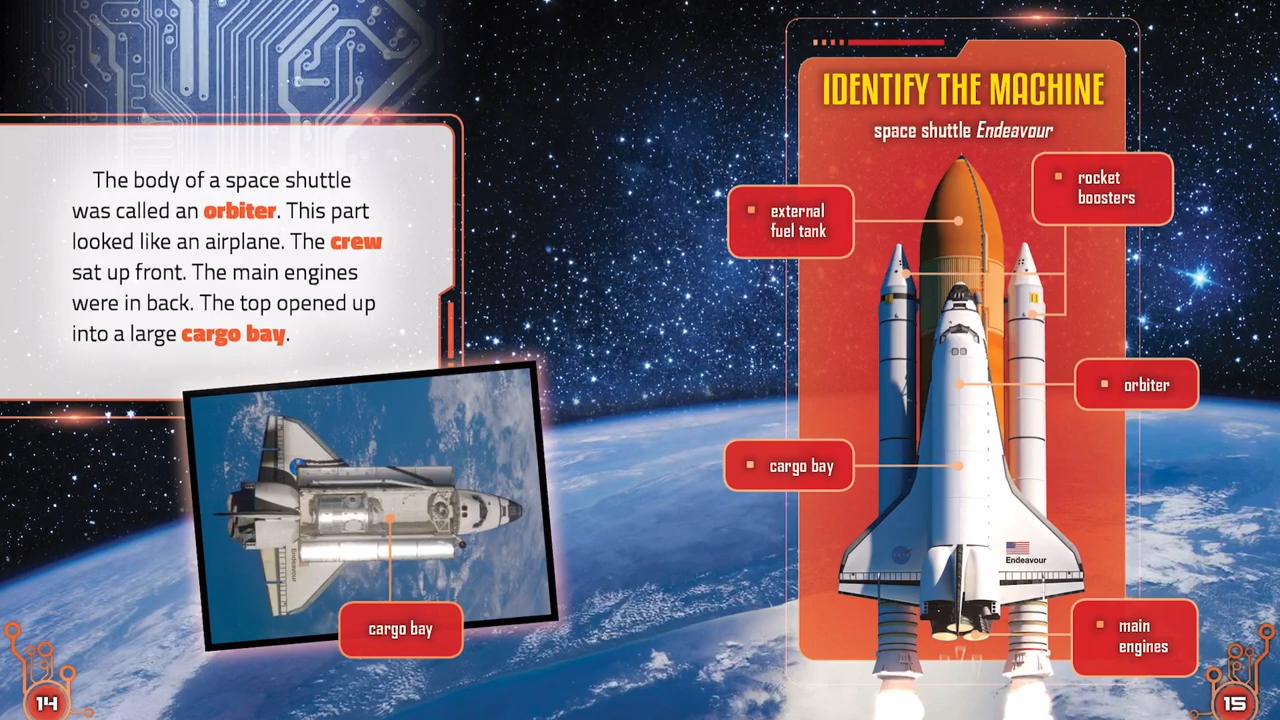 The body of a space shuttle
was called an orbiter. This part
looked like an airplane. The crew
sat up front. The main engines
were in back. The top opened up
into a large cargo bay.
cargo bay
14
IDENTIFY THE MACHINE
space shuttle Endeavour
external
fuel tank
rocket
boosters
orbiter
cargo bay
main
engines
Endeavour
15